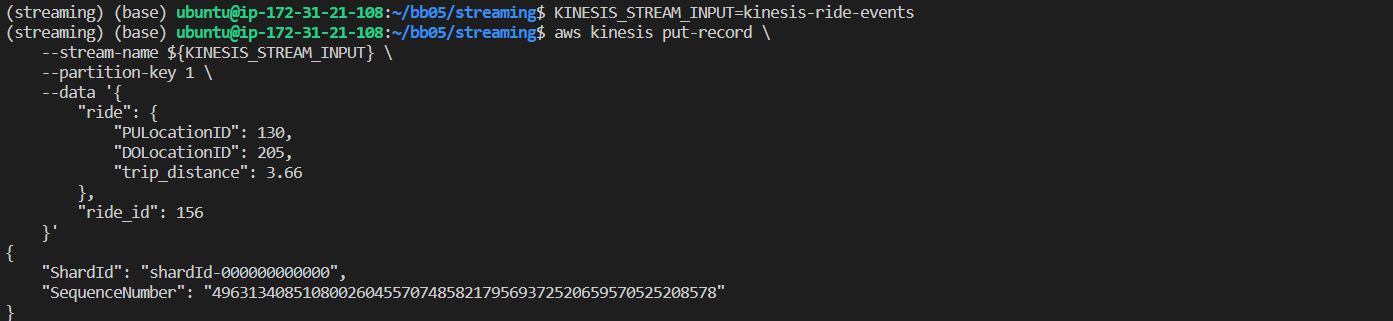 (streaming) (base) ubuntu@ip-172-31-21-108:~/bb05/streaming$ KINESIS_STREAM_INPUT=kinesis-ride-events
(streaming) (base) ubuntu@ip-172-31-21-108:~/bb05/streaming$ aws kinesis put-record \
    --stream-name ${KINESIS_STREAM_INPUT} \
    --partition-key 1 \
    --data '{
        "ride": {
            "PULocationID": 130,
            "DOLocationID": 205,
            "trip_distance": 3.66
        },
        "ride_id": 156
    }'
{
    "ShardId": "shardId-000000000000",
    "SequenceNumber": "49631340851080026045570748582179569372520659570525208578"
}